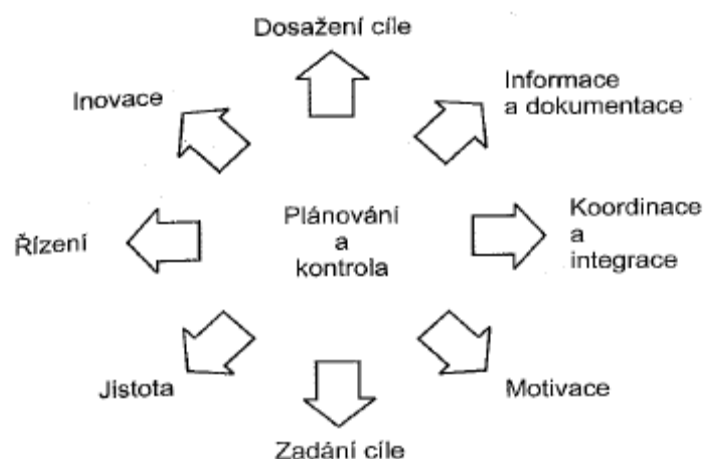 Dosažení cíle
Inovace
Informace
a dokumentace
Řízení
Plánování
a
kontrola
Koordinace
a
integrace
Jistota
Motivace
Zadání cíle